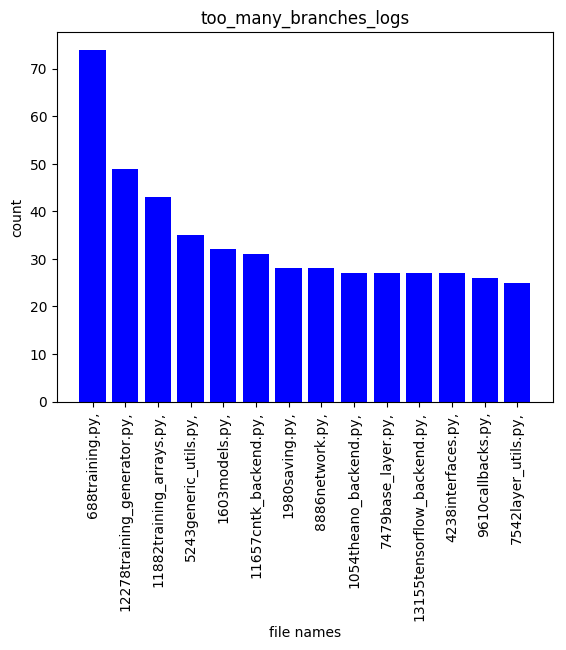 too_many_branches_logs
count
70
60
50
40
30
20
10
0
688training.py,
12278training_generator.py,
11882training_arrays.py,
5243generic_utils.py,
1603models.py,
11657cntk_backend.py,
1980saving.py,
8886network.py,
1054theano_backend.py,
7479base_layer.py,
13155tensorflow_backend.py,
4238interfaces.py,
9610callbacks.py,
7542layer_utils.py,
file names